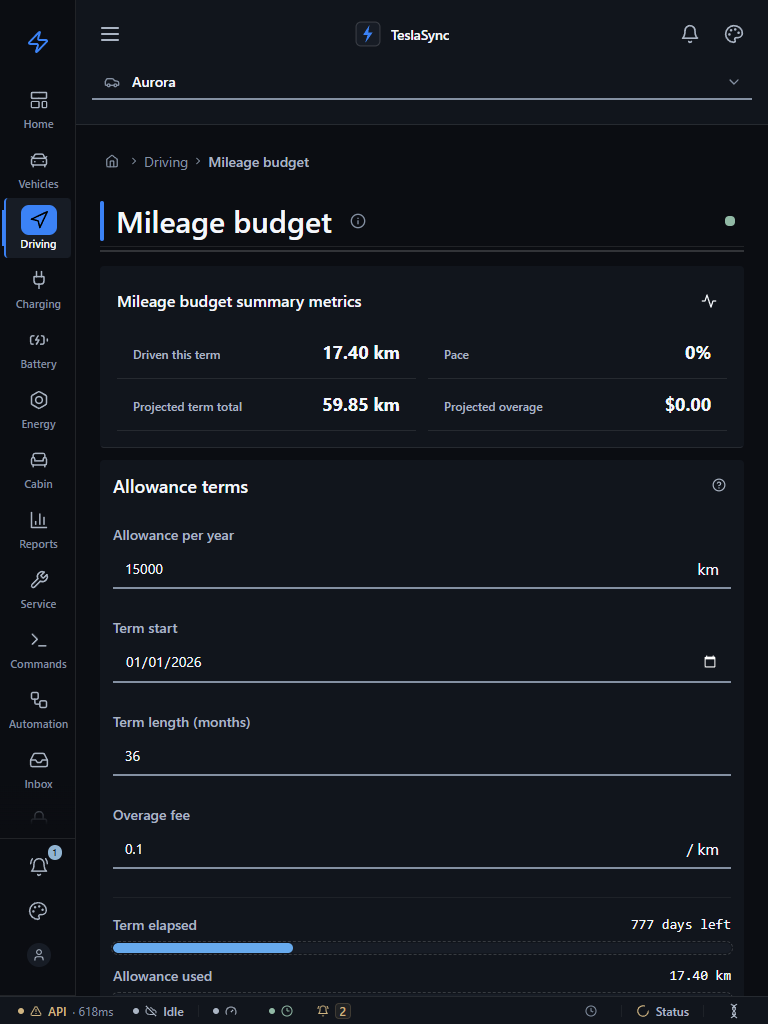 TeslaSync
Aurora
Home
Vehicles
Driving
Charging
Battery
Energy
Cabin
Reports
Service
Commands
Automation
Inbox
1
Driving
Mileage budget
Mileage budget
Mileage budget summary metrics
Driven this term
17.40 km
Pace
0%
Projected term total
59.85 km
Projected overage
$0.00
Allowance terms
Allowance per year
15000
km
Term start
01/01/2026
Term length (months)
36
Overage fee
0.1
/ km
Term elapsed
777 days left
Allowance used
17.40 km
API · 618ms
Idle
2
Status